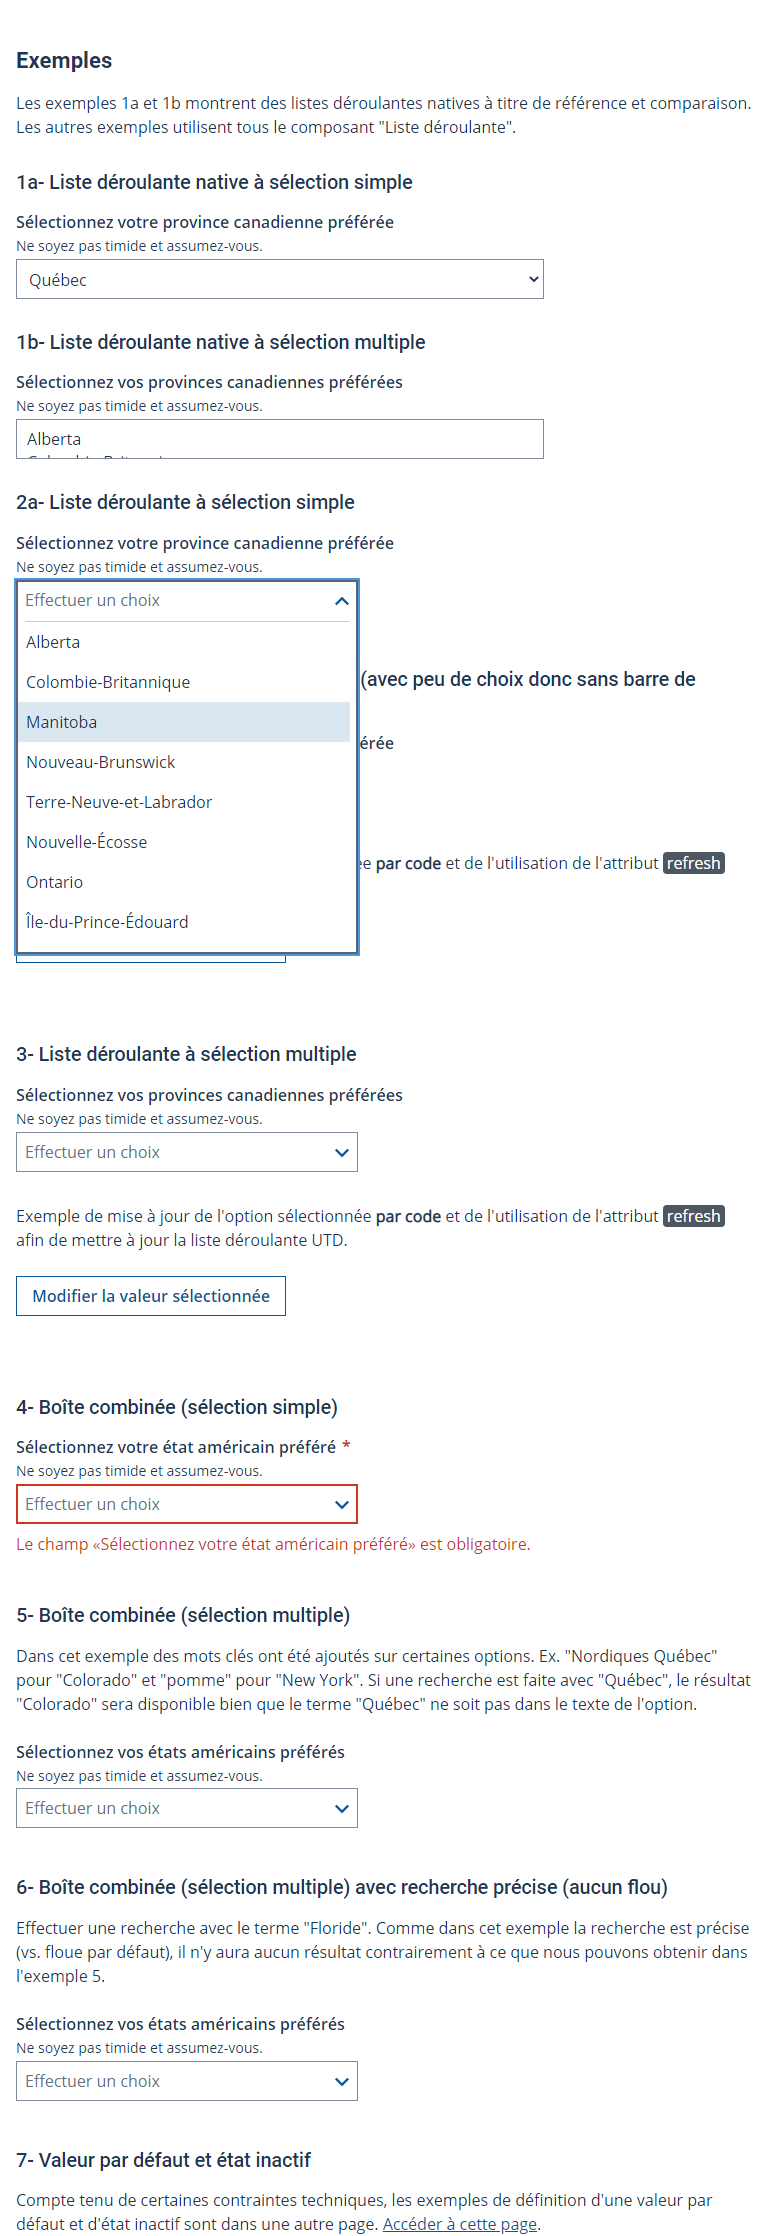 Exemples
Les exemples 1a et 1b montrent des listes déroulantes natives à titre de référence et comparaison.
Les autres exemples utilisent tous le composant "Liste déroulante".
1a- Liste déroulante native à sélection simple
Sélectionnez votre province canadienne préférée
Ne soyez pas timide et assumez-vous.
Québec
1b- Liste déroulante native à sélection multiple
Sélectionnez vos provinces canadiennes préférées
Ne soyez pas timide et assumez-vous.
Alberta
2a- Liste déroulante à sélection simple
Sélectionnez votre province canadienne préférée
Ne soyez pas timide et assumez-vous.
Effectuer un choix
Alberta
Colombie-Britannique
(avec peu de choix donc sans barre de
Manitoba
érée
Nouveau-Brunswick
Terre-Neuve-et-Labrador
Nouvelle-Écosse
par code et de l'utilisation de l'attribut refresh
Ontario
Île-du-Prince-Édouard
3- Liste déroulante à sélection multiple
Sélectionnez vos provinces canadiennes préférées
Ne soyez pas timide et assumez-vous.
Effectuer un choix
Exemple de mise à jour de l'option sélectionnée par code et de l'utilisation de l'attribut refresh
afin de mettre à jour la liste déroulante UTD.
Modifier la valeur sélectionnée
4- Boîte combinée (sélection simple)
Sélectionnez votre état américain préféré *
Ne soyez pas timide et assumez-vous.
Effectuer un choix
Le champ «Sélectionnez votre état américain préféré» est obligatoire.
5- Boîte combinée (sélection multiple)
Dans cet exemple des mots clés ont été ajoutés sur certaines options. Ex. "Nordiques Québec"
pour "Colorado" et "pomme" pour "New York". Si une recherche est faite avec "Québec", le résultat
"Colorado" sera disponible bien que le terme "Québec" ne soit pas dans le texte de l'option.
Sélectionnez vos états américains préférés
Ne soyez pas timide et assumez-vous.
Effectuer un choix
6- Boîte combinée (sélection multiple) avec recherche précise (aucun flou)
Effectuer une recherche avec le terme "Floride". Comme dans cet exemple la recherche est précise
(vs. floue par défaut), il n'y aura aucun résultat contrairement à ce que nous pouvons obtenir dans
l'exemple 5.
Sélectionnez vos états américains préférés
Ne soyez pas timide et assumez-vous.
Effectuer un choix
7- Valeur par défaut et état inactif
Compte tenu de certaines contraintes techniques, les exemples de définition d'une valeur par
défaut et d'état inactif sont dans une autre page. Accéder à cette page.